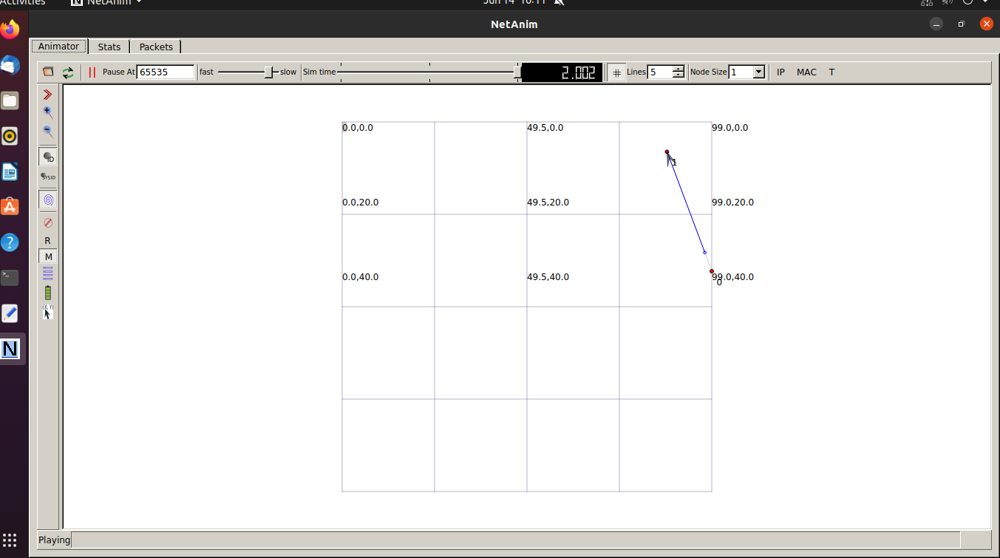 Activities NetAnim Jun 14 10:11
NetAnim
Animator Stats Packets
Pause At 65535 fast slow Sim time 2.002 Lines 5 Node Size 1 IP MAC T
0.0,0.0 49.5,0.0 99.0,0.0
ID
1
SYSID
0.0,20.0 49.5,20.0 99.0,20.0
R
M
0.0,40.0 49.5,40.0 99.0,40.0
0
(X,Y)
N
Playing